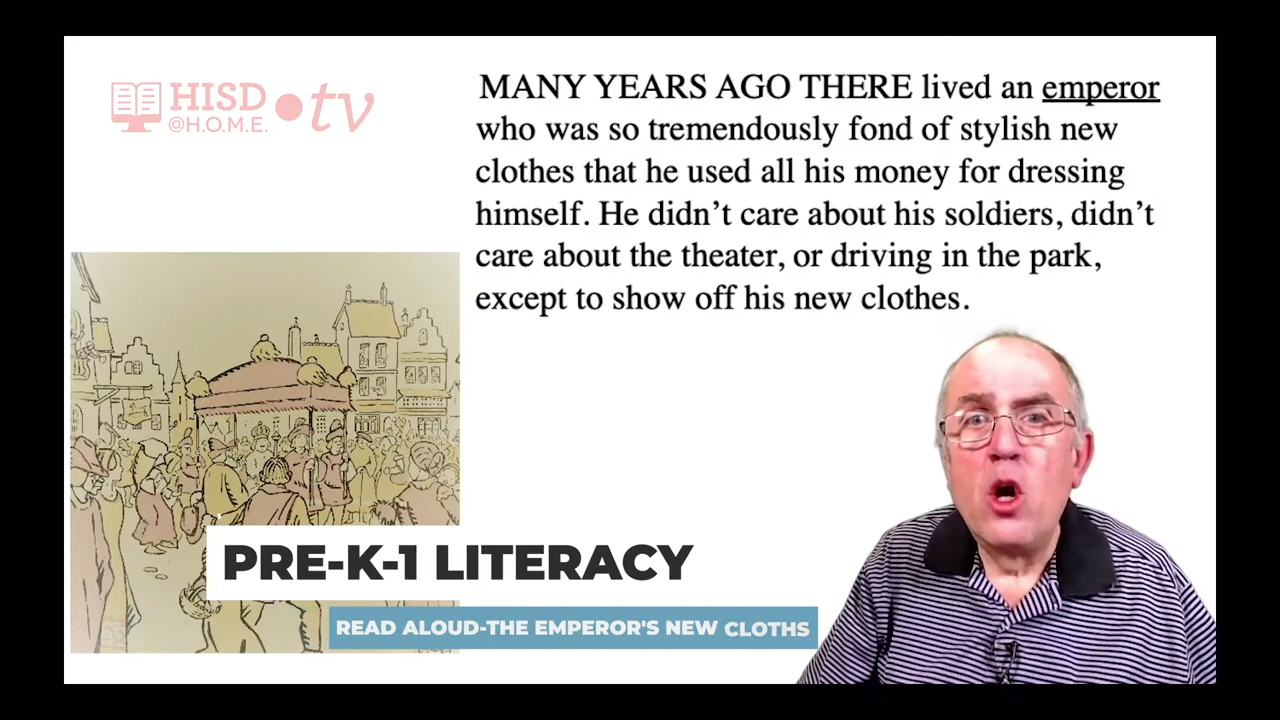 HISD
@H.O.M.E.
tv
MANY YEARS AGO THERE lived an emperor
who was so tremendously fond of stylish new
clothes that he used all his money for dressing
himself. He didn’t care about his soldiers, didn’t
care about the theater, or driving in the park,
except to show off his new clothes.
PRE-K-1 LITERACY
READ ALOUD-THE EMPEROR'S NEW CLOTHS